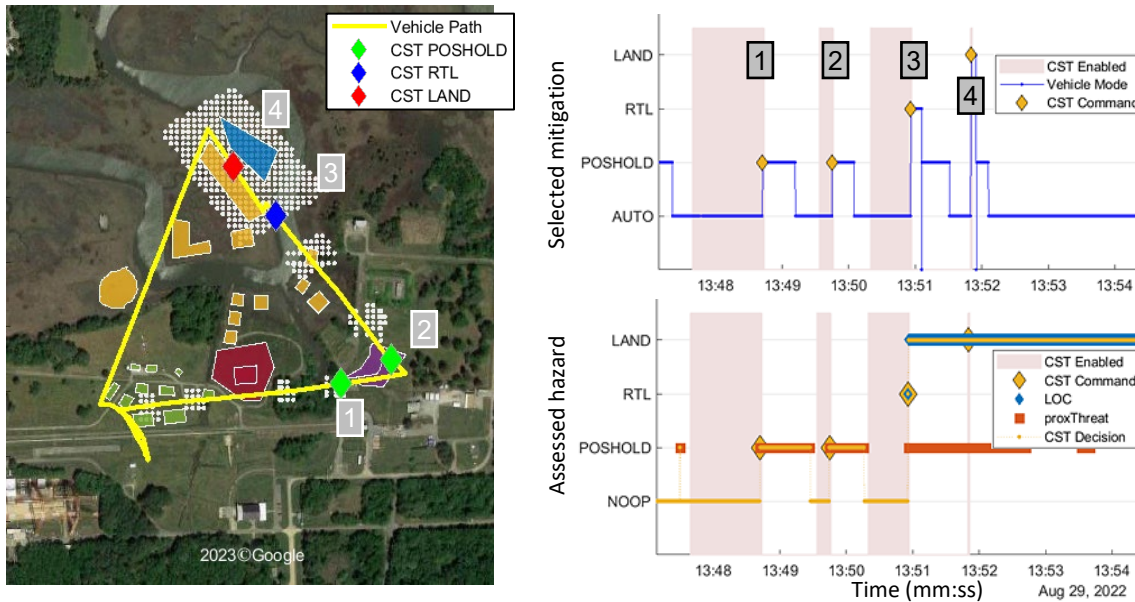 Vehicle Path
CST POSHOLD
CST RTL
CST LAND
4
3
2
1
2023©Google
Selected mitigation
LAND
RTL
POSHOLD
AUTO
1
2
3
4
CST Enabled
Vehicle Mode
CST Command
13:48 13:49 13:50 13:51 13:52 13:53 13:54
Assessed hazard
LAND
RTL
POSHOLD
NOOP
CST Enabled
CST Command
LOC
proxThreat
CST Decision
13:48 13:49 13:50 13:51 13:52 13:53 13:54
Time (mm:ss)
Aug 29, 2022